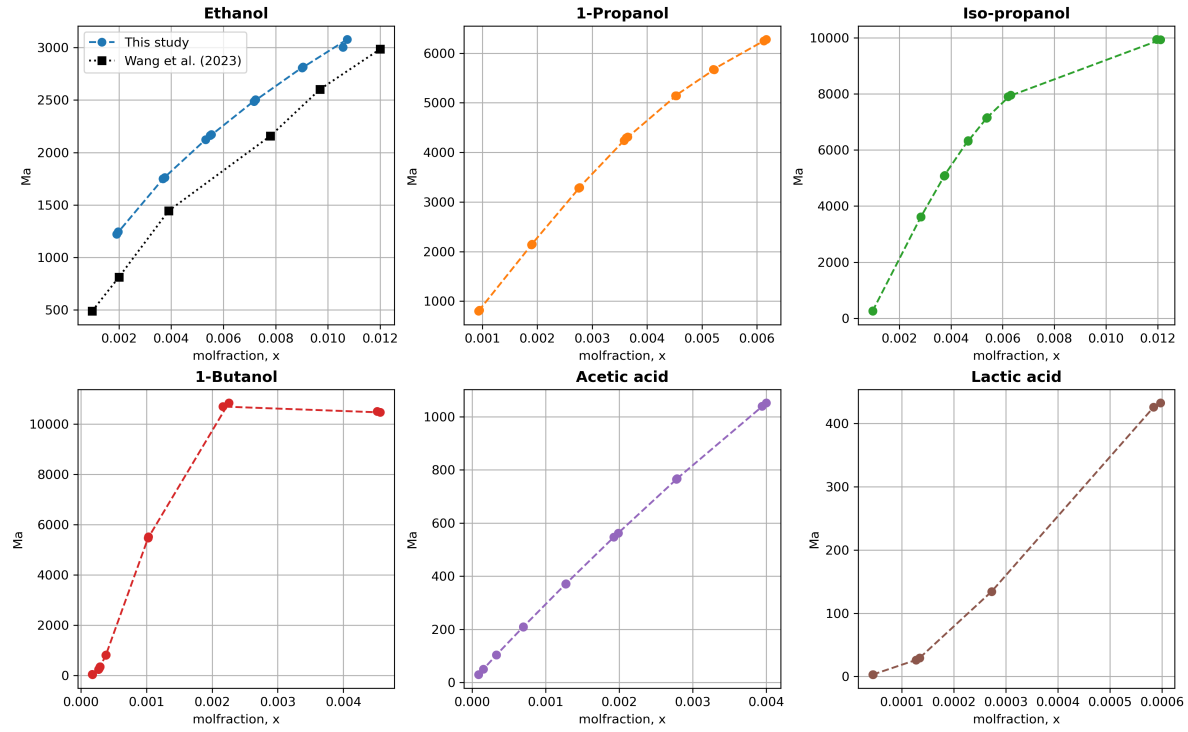 Ethanol
3000
2500
2000
1500
1000
500
Ma
This study
Wang et al. (2023)
0.002 0.004 0.006 0.008 0.010 0.012
molfraction, x
1-Propanol
6000
5000
4000
3000
2000
1000
Ma
0.001 0.002 0.003 0.004 0.005 0.006
molfraction, x
Iso-propanol
10000
8000
6000
4000
2000
0
Ma
0.002 0.004 0.006 0.008 0.010 0.012
molfraction, x
1-Butanol
10000
8000
6000
4000
2000
0
Ma
0.000 0.001 0.002 0.003 0.004
molfraction, x
Acetic acid
1000
800
600
400
200
0
Ma
0.000 0.001 0.002 0.003 0.004
molfraction, x
Lactic acid
400
300
200
100
0
Ma
0.0001 0.0002 0.0003 0.0004 0.0005 0.0006
molfraction, x